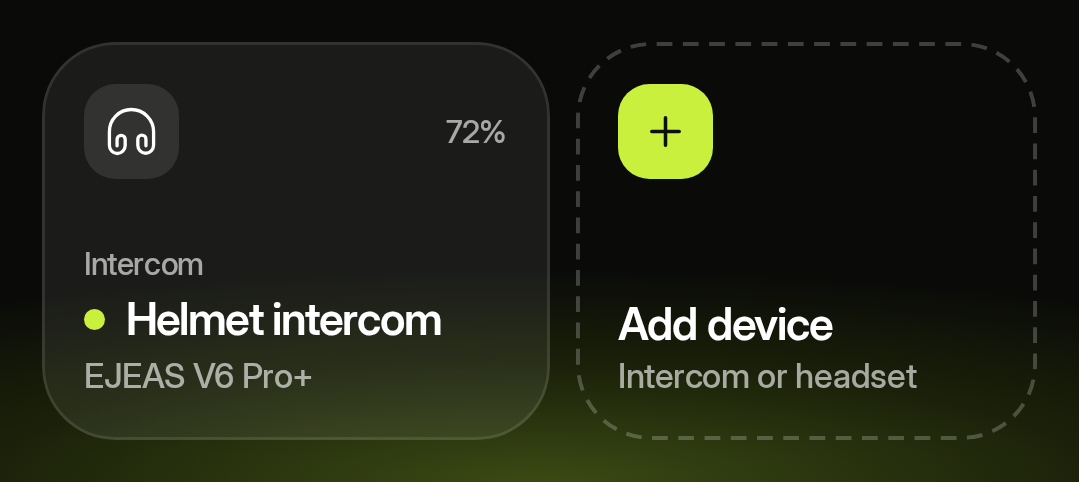 72%
Intercom
Helmet intercom
EJEAS V6 Pro+
Add device
Intercom or headset